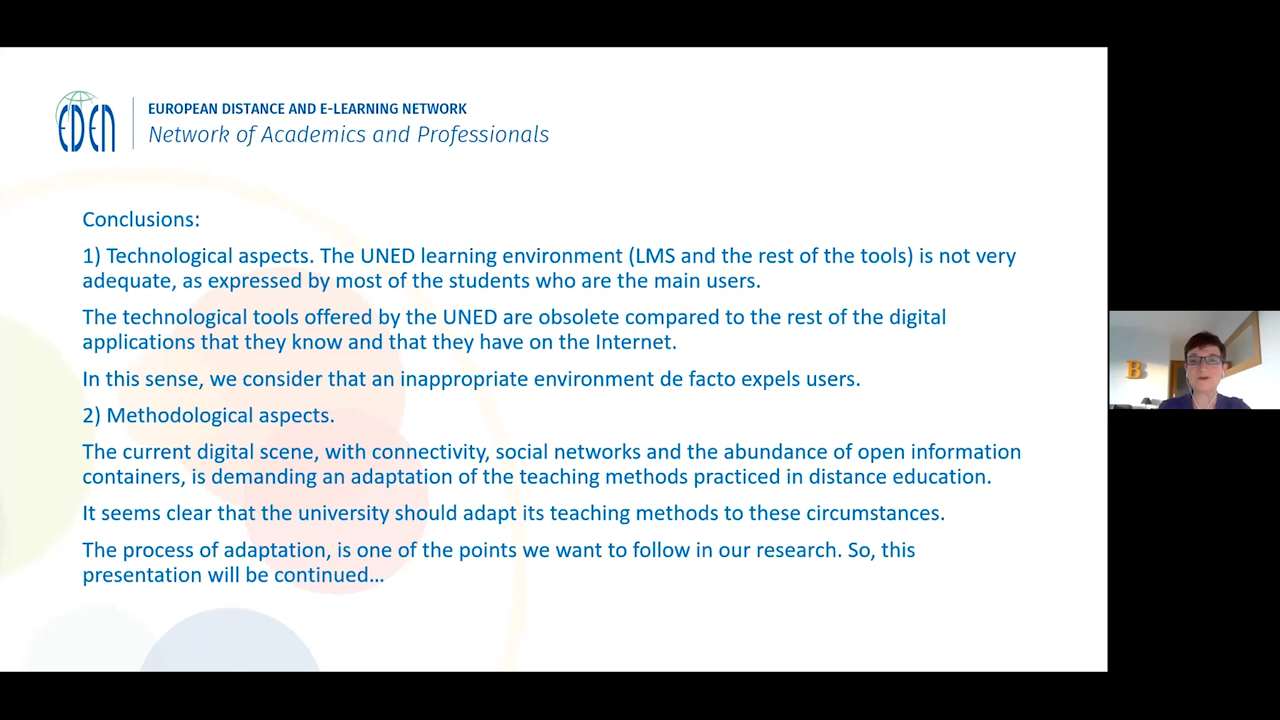 EDEN
EUROPEAN DISTANCE AND E-LEARNING NETWORK
Network of Academics and Professionals
Conclusions:
1) Technological aspects. The UNED learning environment (LMS and the rest of the tools) is not very
adequate, as expressed by most of the students who are the main users.
The technological tools offered by the UNED are obsolete compared to the rest of the digital
applications that they know and that they have on the Internet.
In this sense, we consider that an inappropriate environment de facto expels users.
2) Methodological aspects.
The current digital scene, with connectivity, social networks and the abundance of open information
containers, is demanding an adaptation of the teaching methods practiced in distance education.
It seems clear that the university should adapt its teaching methods to these circumstances.
The process of adaptation, is one of the points we want to follow in our research. So, this
presentation will be continued…
B